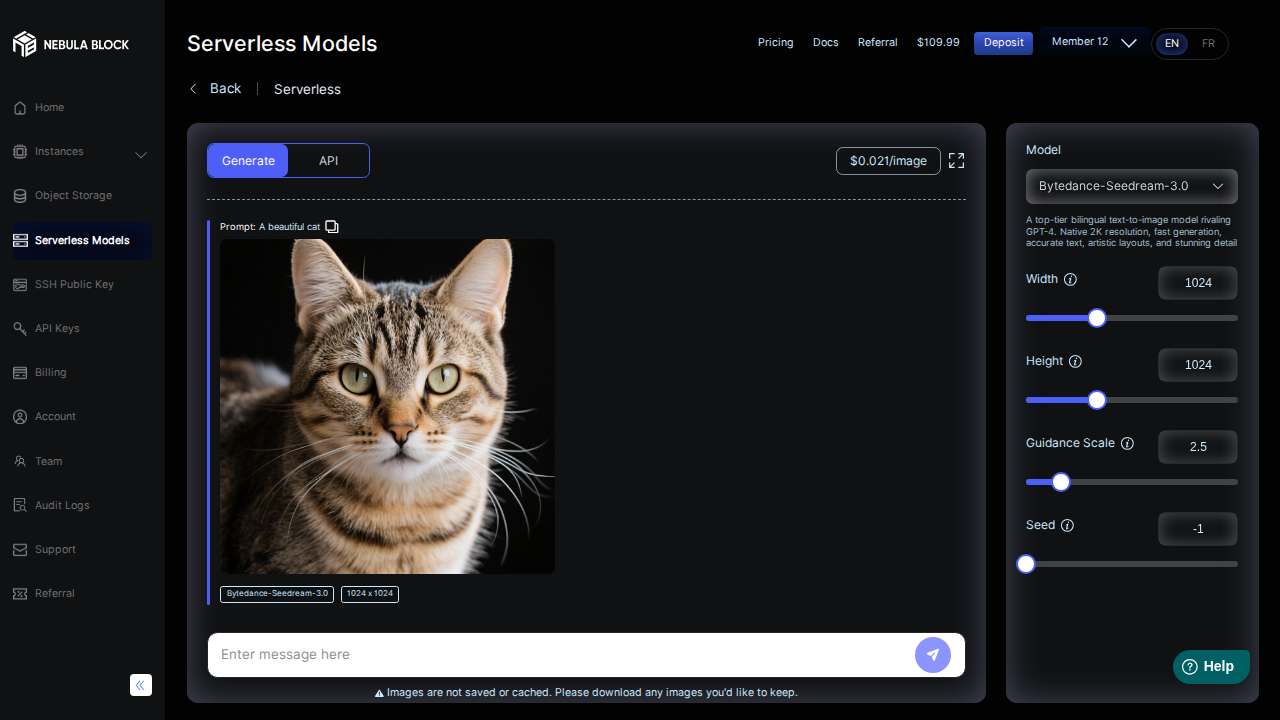 NEBULA BLOCK
Home
Instances
Object Storage
Serverless Models
SSH Public Key
API Keys
Billing
Account
Team
Audit Logs
Support
Referral
Serverless Models
Pricing
Docs
Referral
$109.99
Deposit
Member 12
EN
FR
Back
Serverless
Generate
API
$0.021/image
Prompt: A beautiful cat
Bytedance-Seedream-3.0
1024 x 1024
Enter message here
Images are not saved or cached. Please download any images you'd like to keep.
Model
Bytedance-Seedream-3.0
A top-tier bilingual text-to-image model rivaling
GPT-4. Native 2K resolution, fast generation,
accurate text, artistic layouts, and stunning detail
Width
1024
Height
1024
Guidance Scale
2.5
Seed
-1
Help